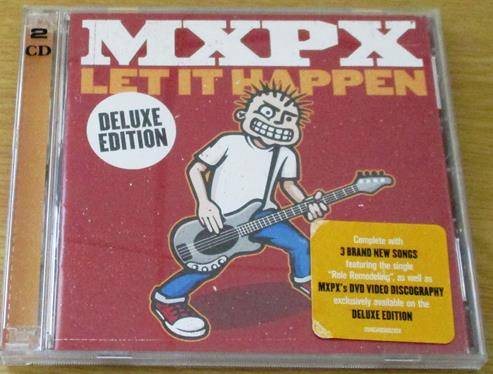 2
CD
MXPX
LET IT HAPPEN
DELUXE
EDITION
Complete with
3 BRAND NEW SONGS
featuring the single
"Role Remodeling", as well as
MXPX's DVD VIDEO DISCOGRAPHY
exclusively available on the
DELUXE EDITION